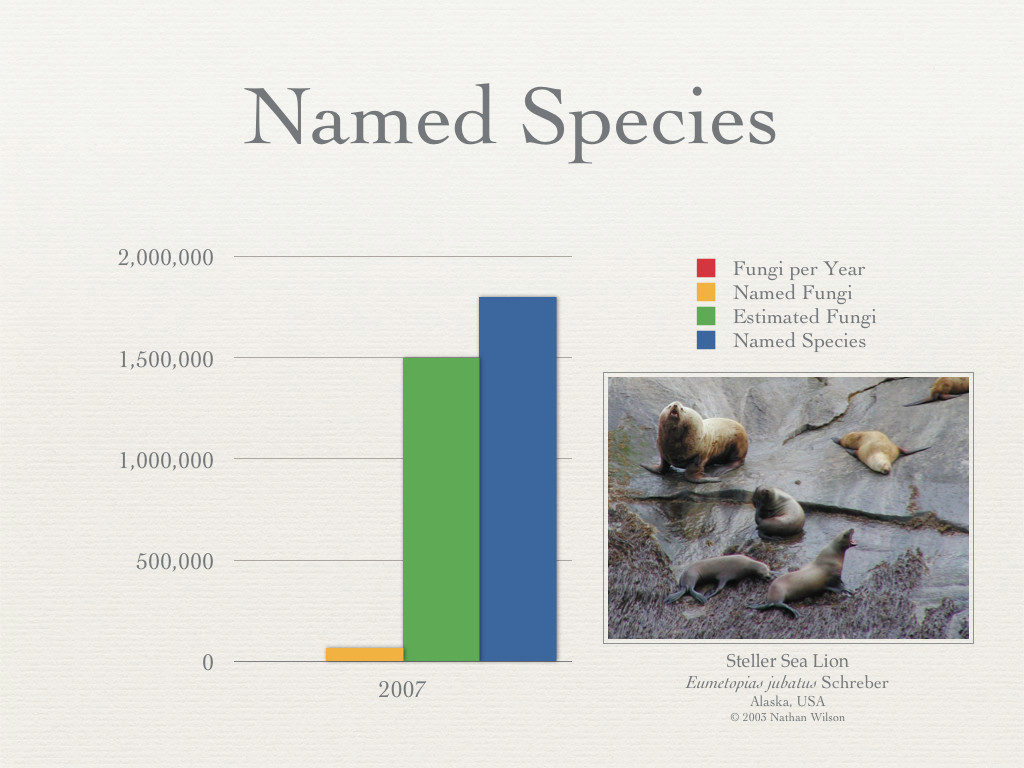 Named Species
2,000,000
1,500,000
1,000,000
500,000
0
2007
Fungi per Year
Named Fungi
Estimated Fungi
Named Species
Steller Sea Lion
Eumetopias jubatus Schreber
Alaska, USA
© 2003 Nathan Wilson